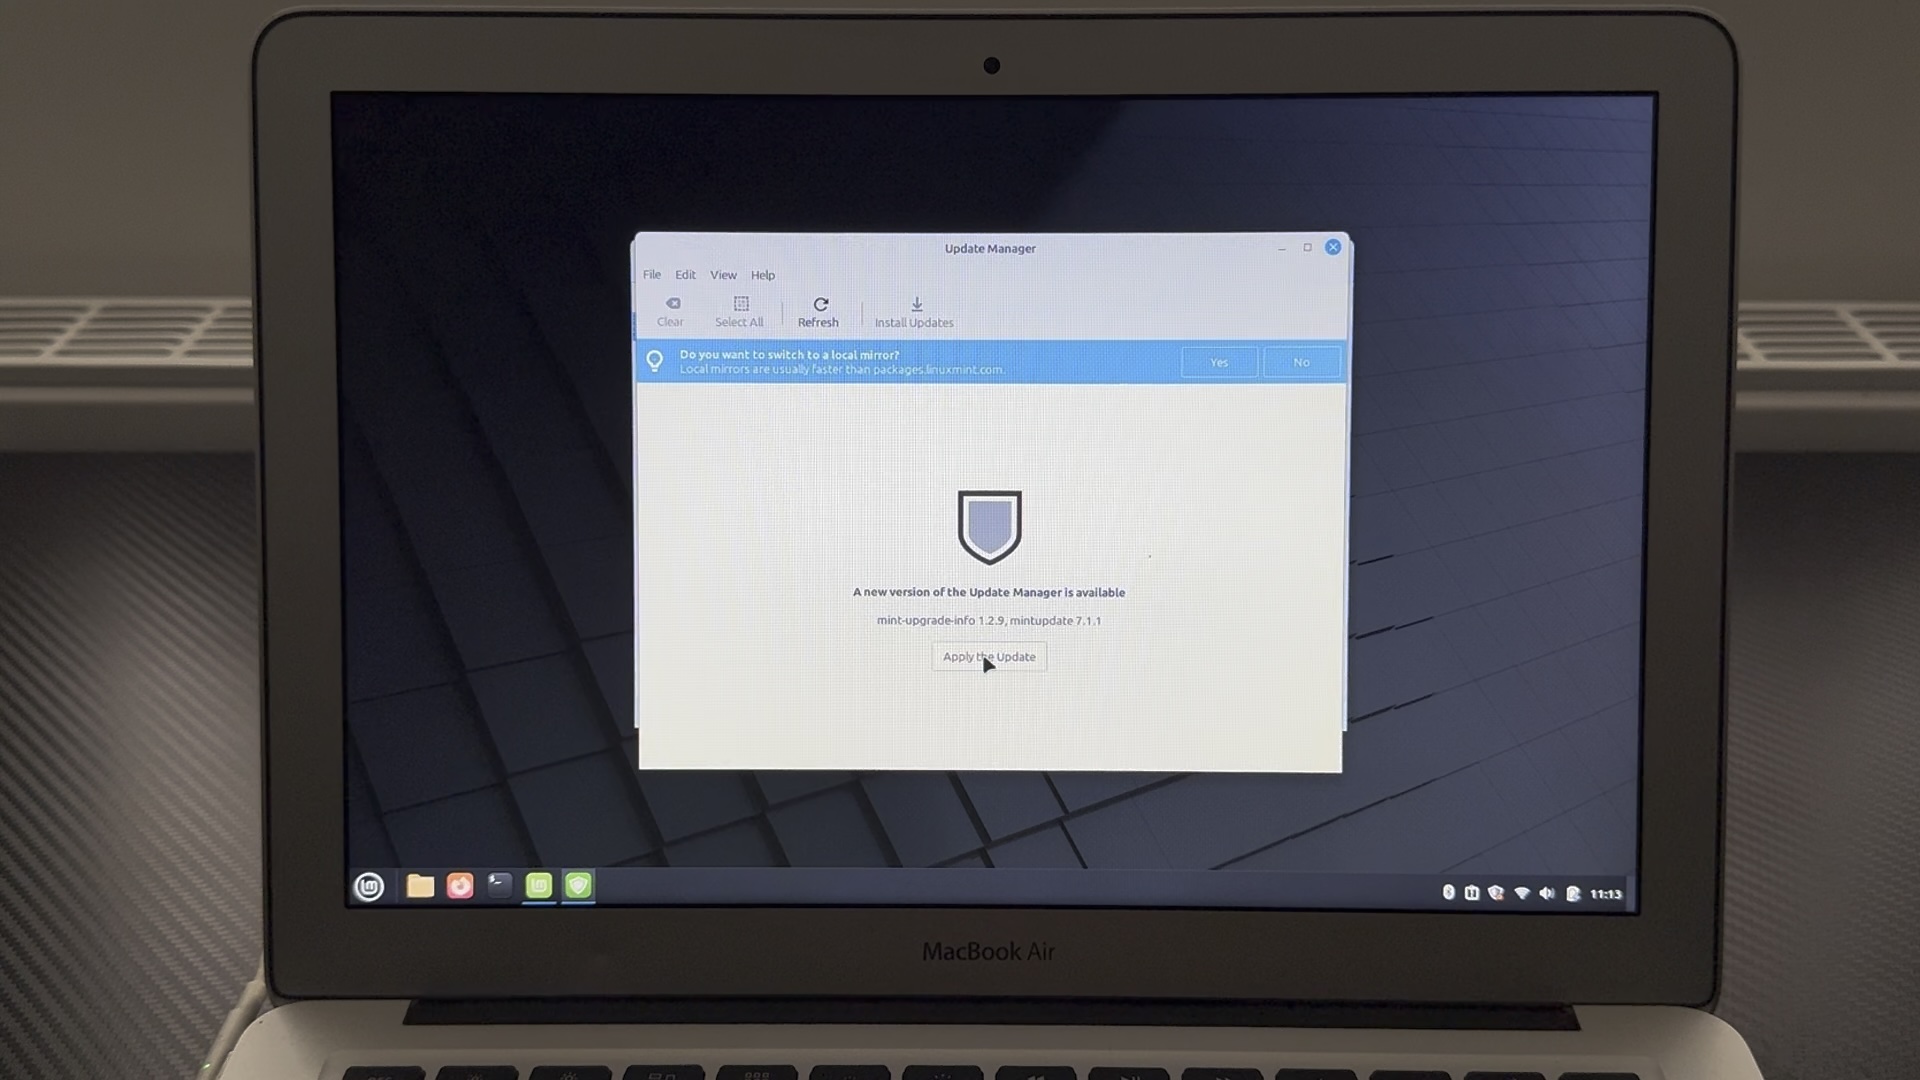 Update Manager
File Edit View Help
Clear Select All Refresh Install Updates
Do you want to switch to a local mirror?
Local mirrors are usually faster than packages.linuxmint.com.
Yes No
A new version of the Update Manager is available
mint-upgrade-info 1.2.9, mintupdate 7.1.1
Apply the Update
11:13
MacBook Air